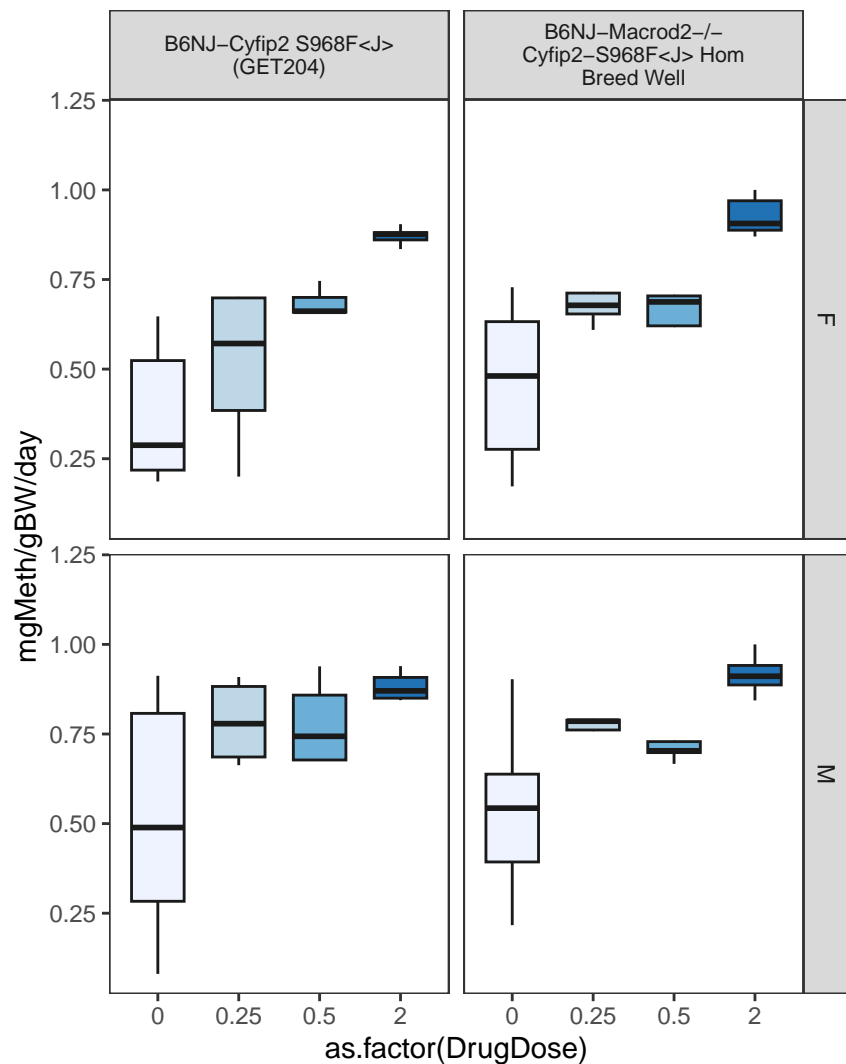 B6NJ−Cyfip2 S968F<J>
(GET204)
B6NJ−Macrod2−/−
Cyfip2−S968F<J> Hom
Breed Well
1.25
1.00
0.75
0.50
0.25
F
mgMeth/gBW/day
1.25
1.00
0.75
0.50
0.25
M
0 0.25 0.5 2
0 0.25 0.5 2
as.factor(DrugDose)